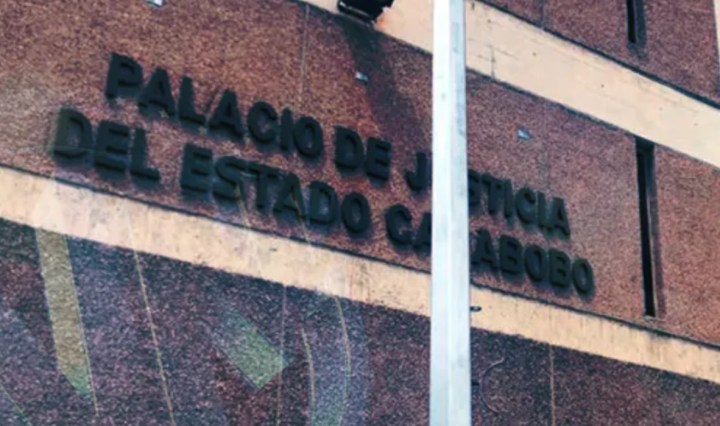 PALACIO DE JUSTICIA
DEL ESTADO CARABOBO